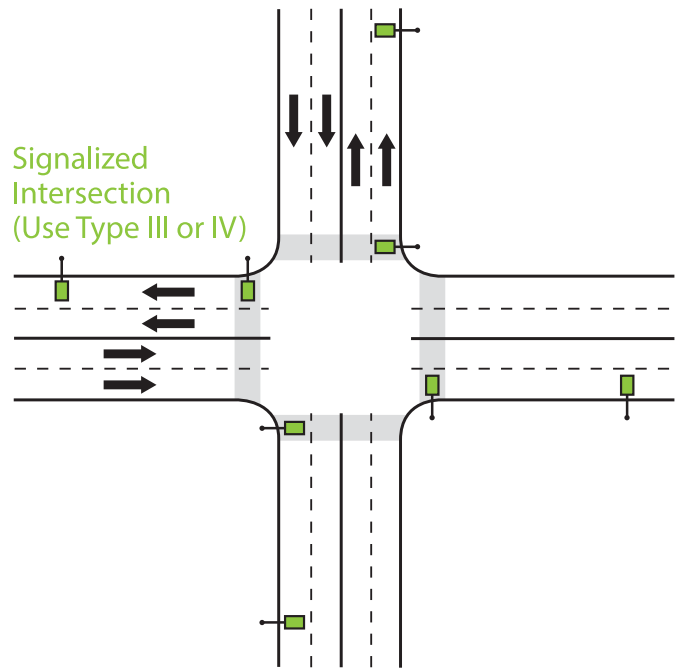 Signalized
Intersection
(Use Type III or IV)